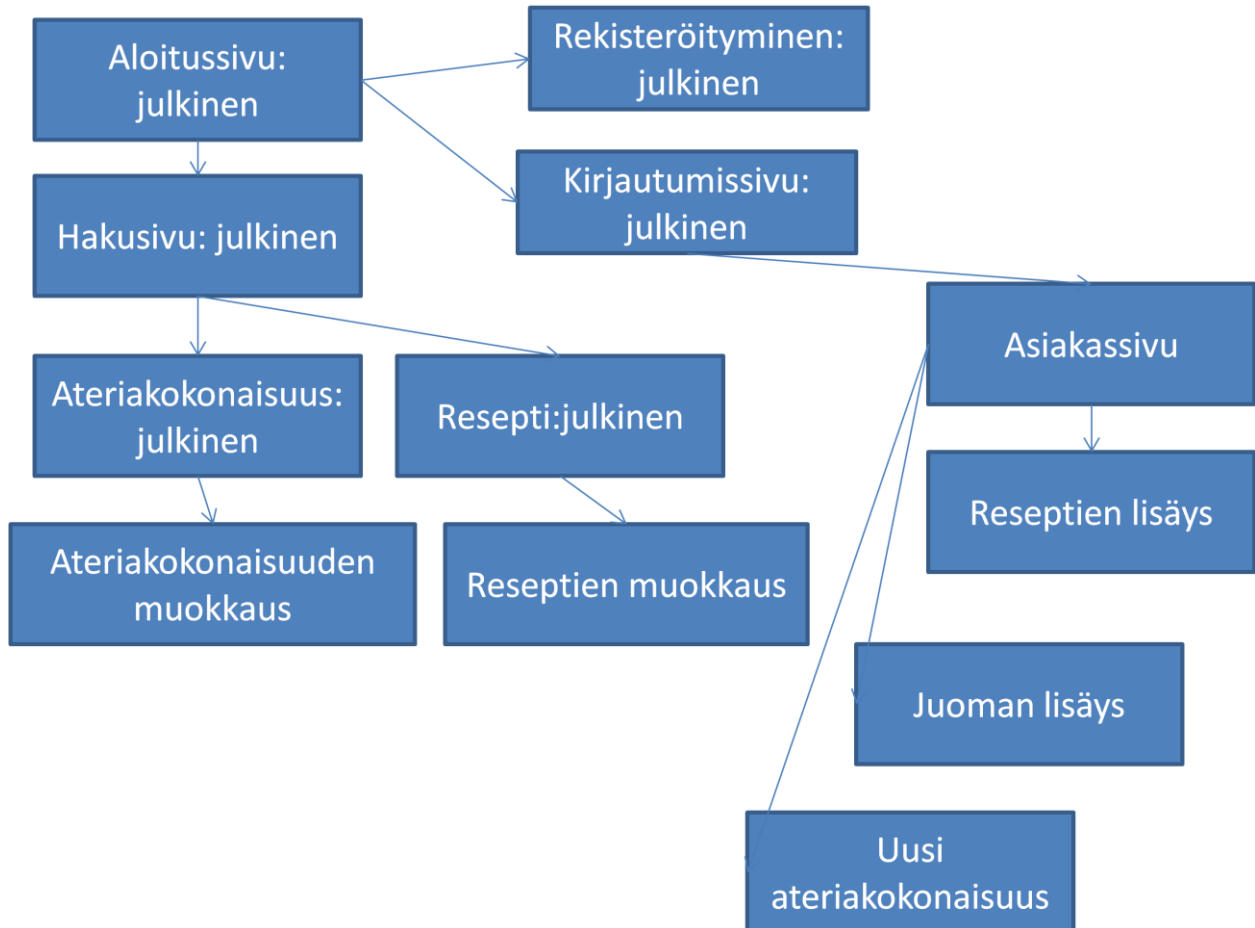 Aloitussivu:
julkinen
Rekisteröityminen:
julkinen
Kirjautumissivu:
julkinen
Hakusivu: julkinen
Asiakassivu
Ateriakokonaisuus:
julkinen
Resepti:julkinen
Reseptien lisäys
Ateriakokonaisuuden
muokkaus
Reseptien muokkaus
Juoman lisäys
Uusi
ateriakokonaisuus